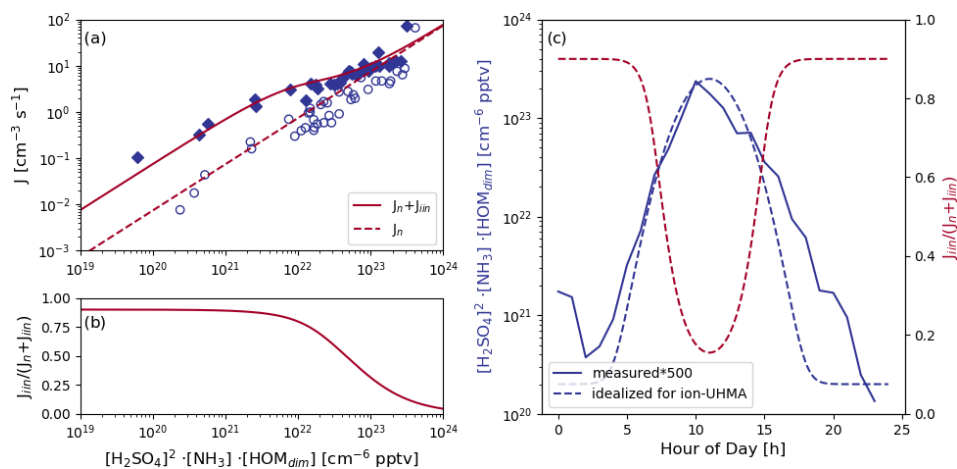 (a)
10²
10¹
10⁰
10⁻¹
10⁻²
10⁻³
J [cm⁻³ s⁻¹]
Jₙ+Jᵢᵢₙ
Jₙ
10¹⁹ 10²⁰ 10²¹ 10²² 10²³ 10²⁴
(b)
1.00
0.75
0.50
0.25
0.00
Jᵢᵢₙ/(Jₙ+Jᵢᵢₙ)
10¹⁹ 10²⁰ 10²¹ 10²² 10²³ 10²⁴
[H₂SO₄]² ·[NH₃] ·[HOM_dim] [cm⁻⁶ pptv]
(c)
10²⁴
10²³
10²²
10²¹
10²⁰
[H₂SO₄]² ·[NH₃] ·[HOM_dim] [cm⁻⁶ pptv]
measured*500
idealized for ion-UHMA
0 5 10 15 20 25
Hour of Day [h]
1.0
0.8
0.6
0.4
0.2
0.0
Jᵢᵢₙ/(Jₙ+Jᵢᵢₙ)